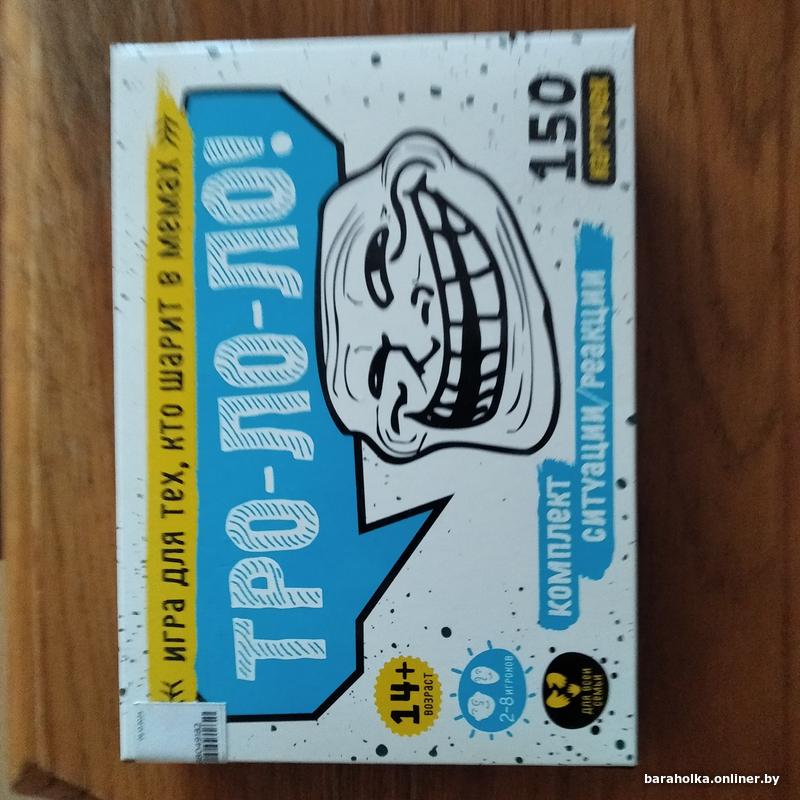 ИГРА ДЛЯ ТЕХ, КТО ШАРИТ В МЕМАХ
ТРО-ЛО-ЛО!
14+
ВОЗРАСТ
2-8 ИГРОКОВ
ДЛЯ ВСЕЙ
СЕМЬИ
КОМПЛЕКТ
СИТУАЦИИ/РЕАКЦИИ
150
КАРТОЧЕК
baraholka.onliner.by